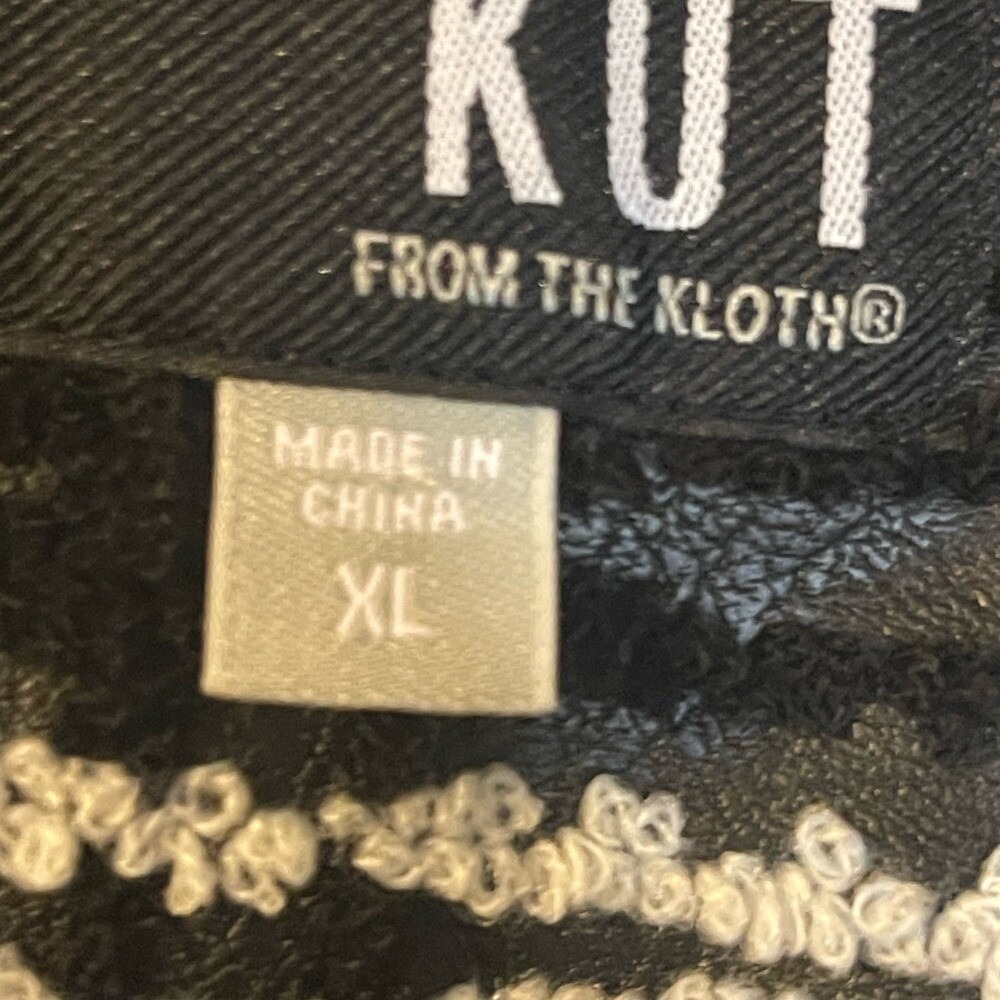 KUT
FROM THE KLOTH®
MADE IN
CHINA
XL